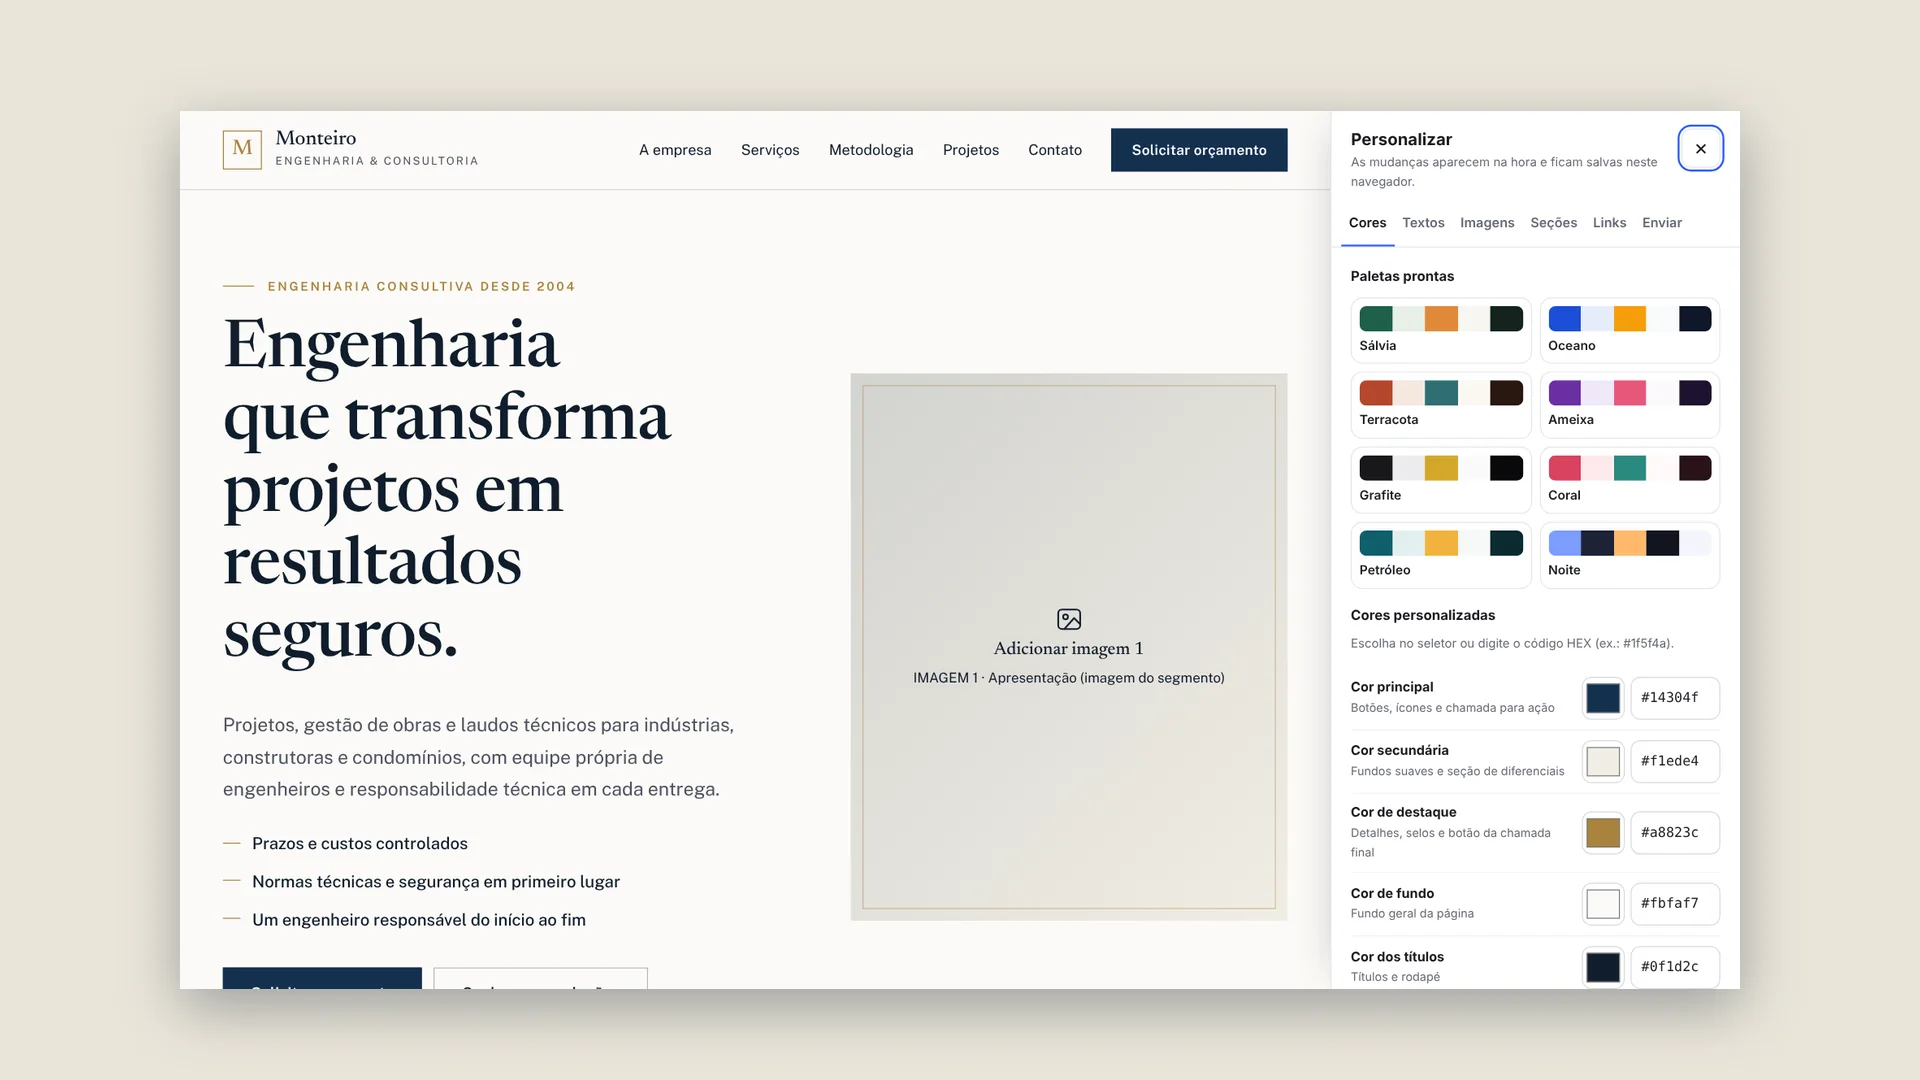 M
Monteiro
ENGENHARIA & CONSULTORIA
A empresa
Serviços
Metodologia
Projetos
Contato
Solicitar orçamento
ENGENHARIA CONSULTIVA DESDE 2004
Engenharia
que transforma
projetos em
resultados
seguros.
Projetos, gestão de obras e laudos técnicos para indústrias,
construtoras e condomínios, com equipe própria de
engenheiros e responsabilidade técnica em cada entrega.
Prazos e custos controlados
Normas técnicas e segurança em primeiro lugar
Um engenheiro responsável do início ao fim
Adicionar imagem 1
IMAGEM 1 · Apresentação (imagem do segmento)
Personalizar
As mudanças aparecem na hora e ficam salvas neste
navegador.
Cores
Textos
Imagens
Seções
Links
Enviar
Paletas prontas
Sálvia
Oceano
Terracota
Ameixa
Grafite
Coral
Petróleo
Noite
Cores personalizadas
Escolha no seletor ou digite o código HEX (ex.: #1f5f4a).
Cor principal
Botões, ícones e chamada para ação
#14304f
Cor secundária
Fundos suaves e seção de diferenciais
#f1ede4
Cor de destaque
Detalhes, selos e botão da chamada
final
#a8823c
Cor de fundo
Fundo geral da página
#fbfaf7
Cor dos títulos
Títulos e rodapé
#0f1d2c